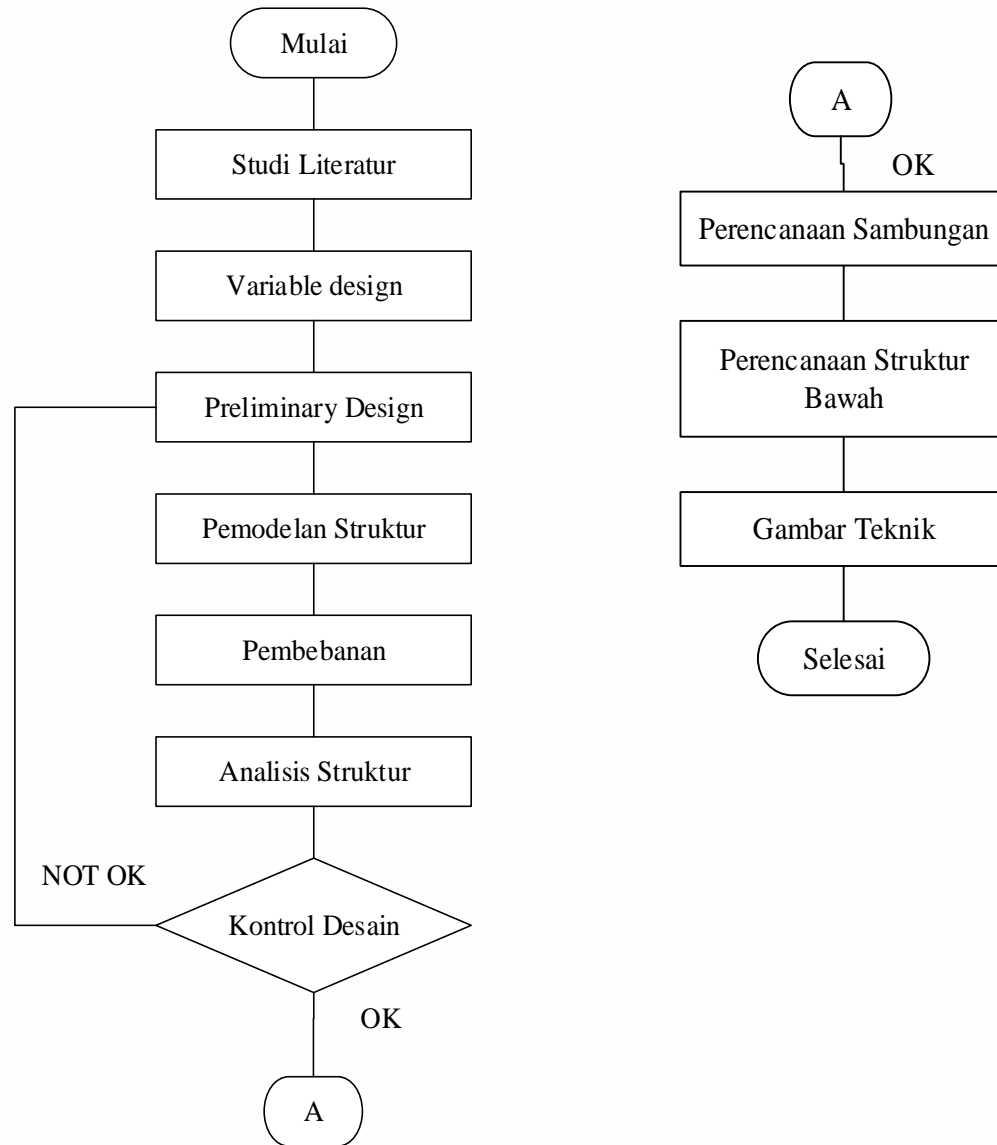 Mulai
Studi Literatur
Variable design
Preliminary Design
Pemodelan Struktur
Pembebanan
Analisis Struktur
NOT OK
Kontrol Desain
OK
A
A
OK
Perencanaan Sambungan
Perencanaan Struktur
Bawah
Gambar Teknik
Selesai